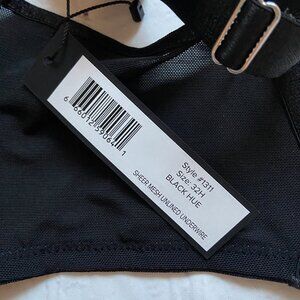 Style #1311
Size: 32H
BLACK HUE
SHEER MESH UNLINED UNDERWIRE